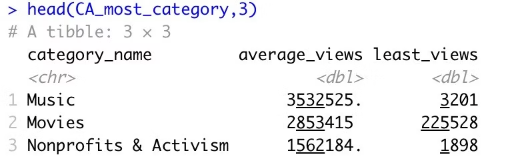 > head(CA_most_category,3)
# A tibble: 3 × 3
category_name average_views least_views
<chr> <dbl> <dbl>
1 Music 3532525. 3201
2 Movies 2853415 225528
3 Nonprofits & Activism 1562184. 1898